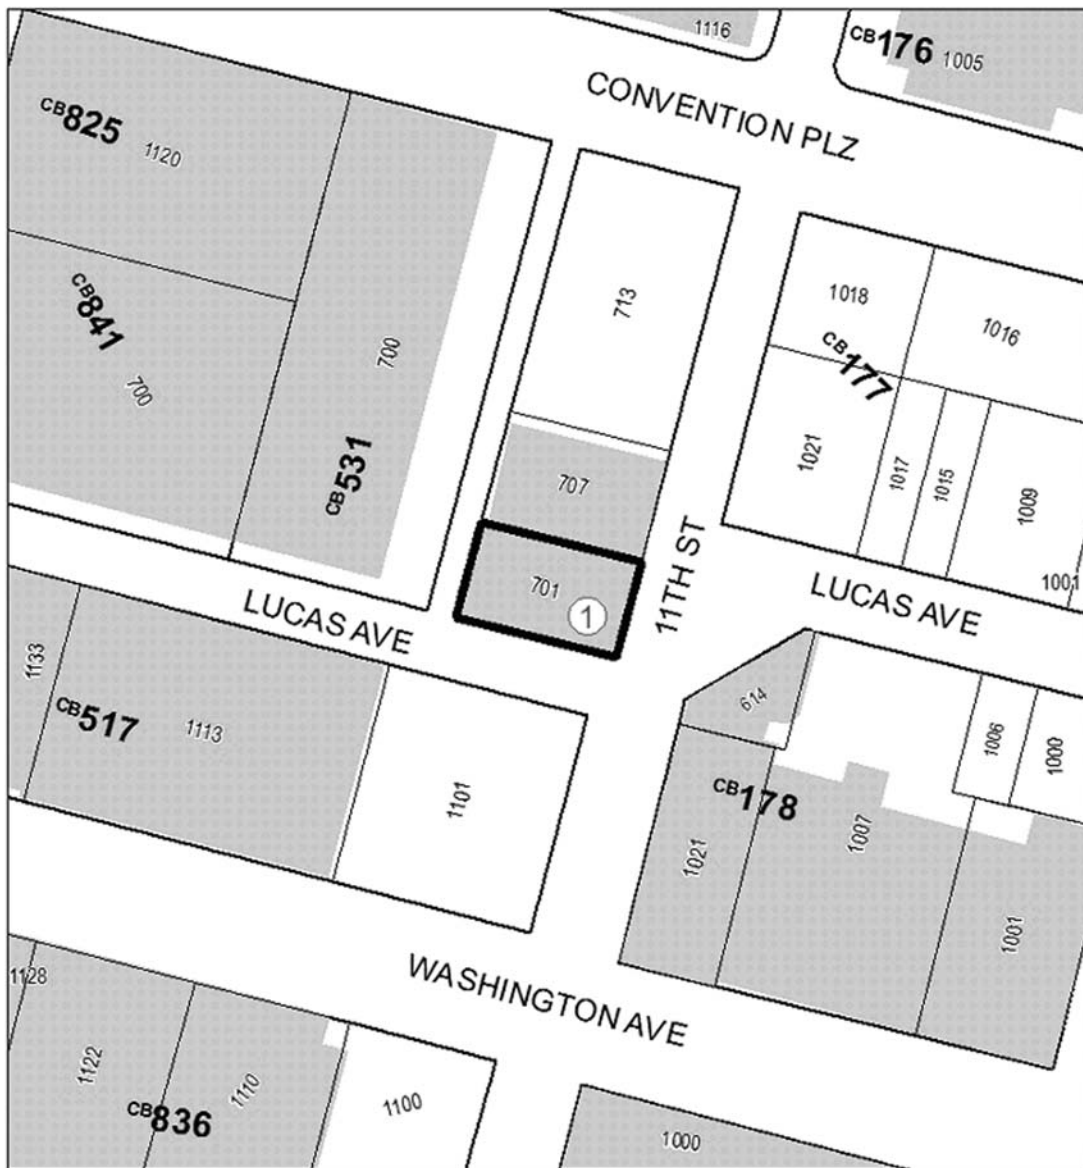 1116
CB176 1005
CONVENTION PLZ
CB825
1120
713
1018
1016
CB841
700
700
CB177
CB531
1021
1017
1015
1009
1001
707
701
1
11TH ST
LUCAS AVE
LUCAS AVE
1133
CB517
1113
1101
614
1006
1000
CB178
1021
1007
1001
WASHINGTON AVE
1128
1122
1110
CB836
1100
1000